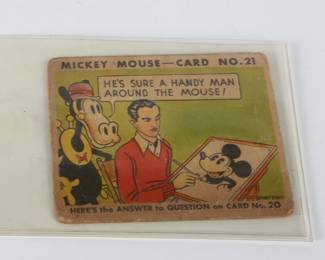 MICKEY MOUSE—CARD NO.21
HE'S SURE A HANDY MAN
AROUND THE MOUSE!
HERE'S the ANSWER to QUESTION on CARD No. 20